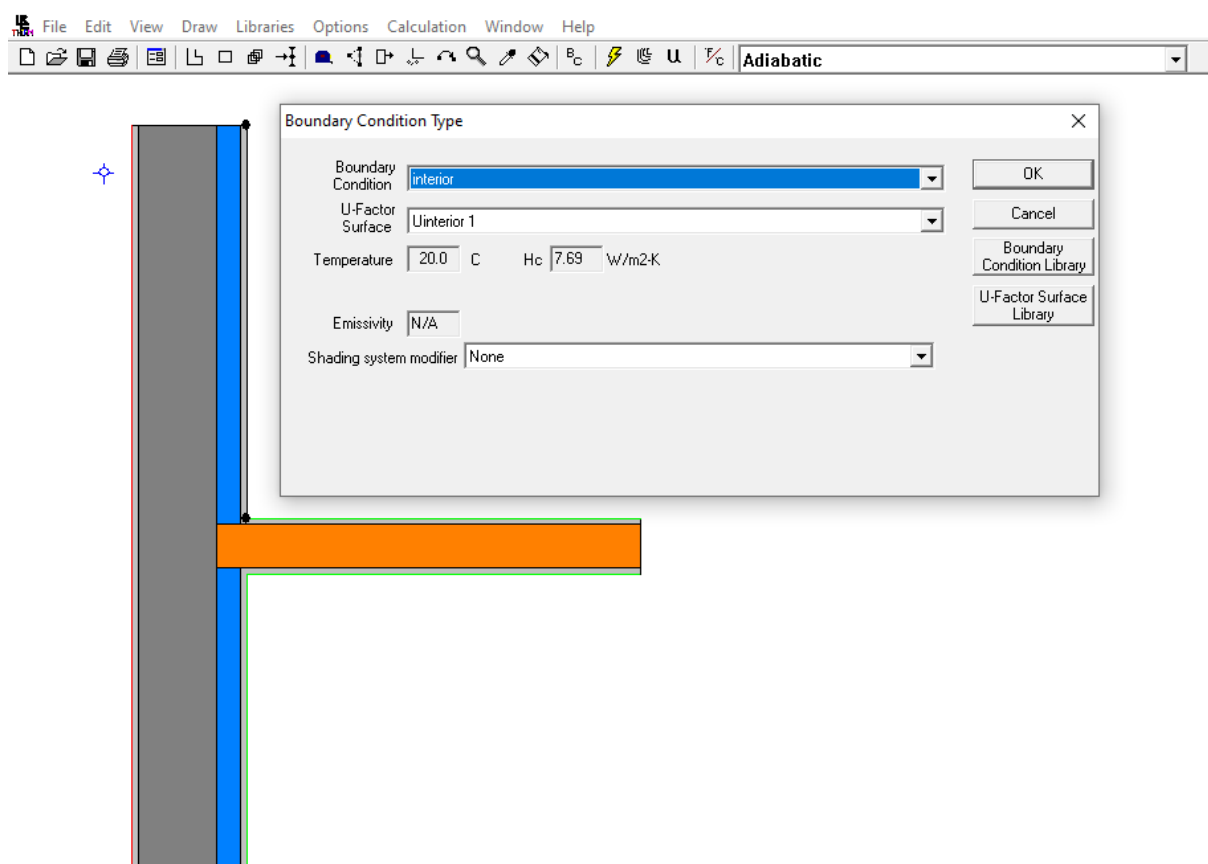 File Edit View Draw Libraries Options Calculation Window Help
BC U F/C Adiabatic
Boundary Condition Type
Boundary
Condition interior
OK
U-Factor
Surface Uinterior 1
Cancel
Temperature 20.0 C Hc 7.69 W/m2-K
Boundary
Condition Library
U-Factor Surface
Library
Emissivity N/A
Shading system modifier None